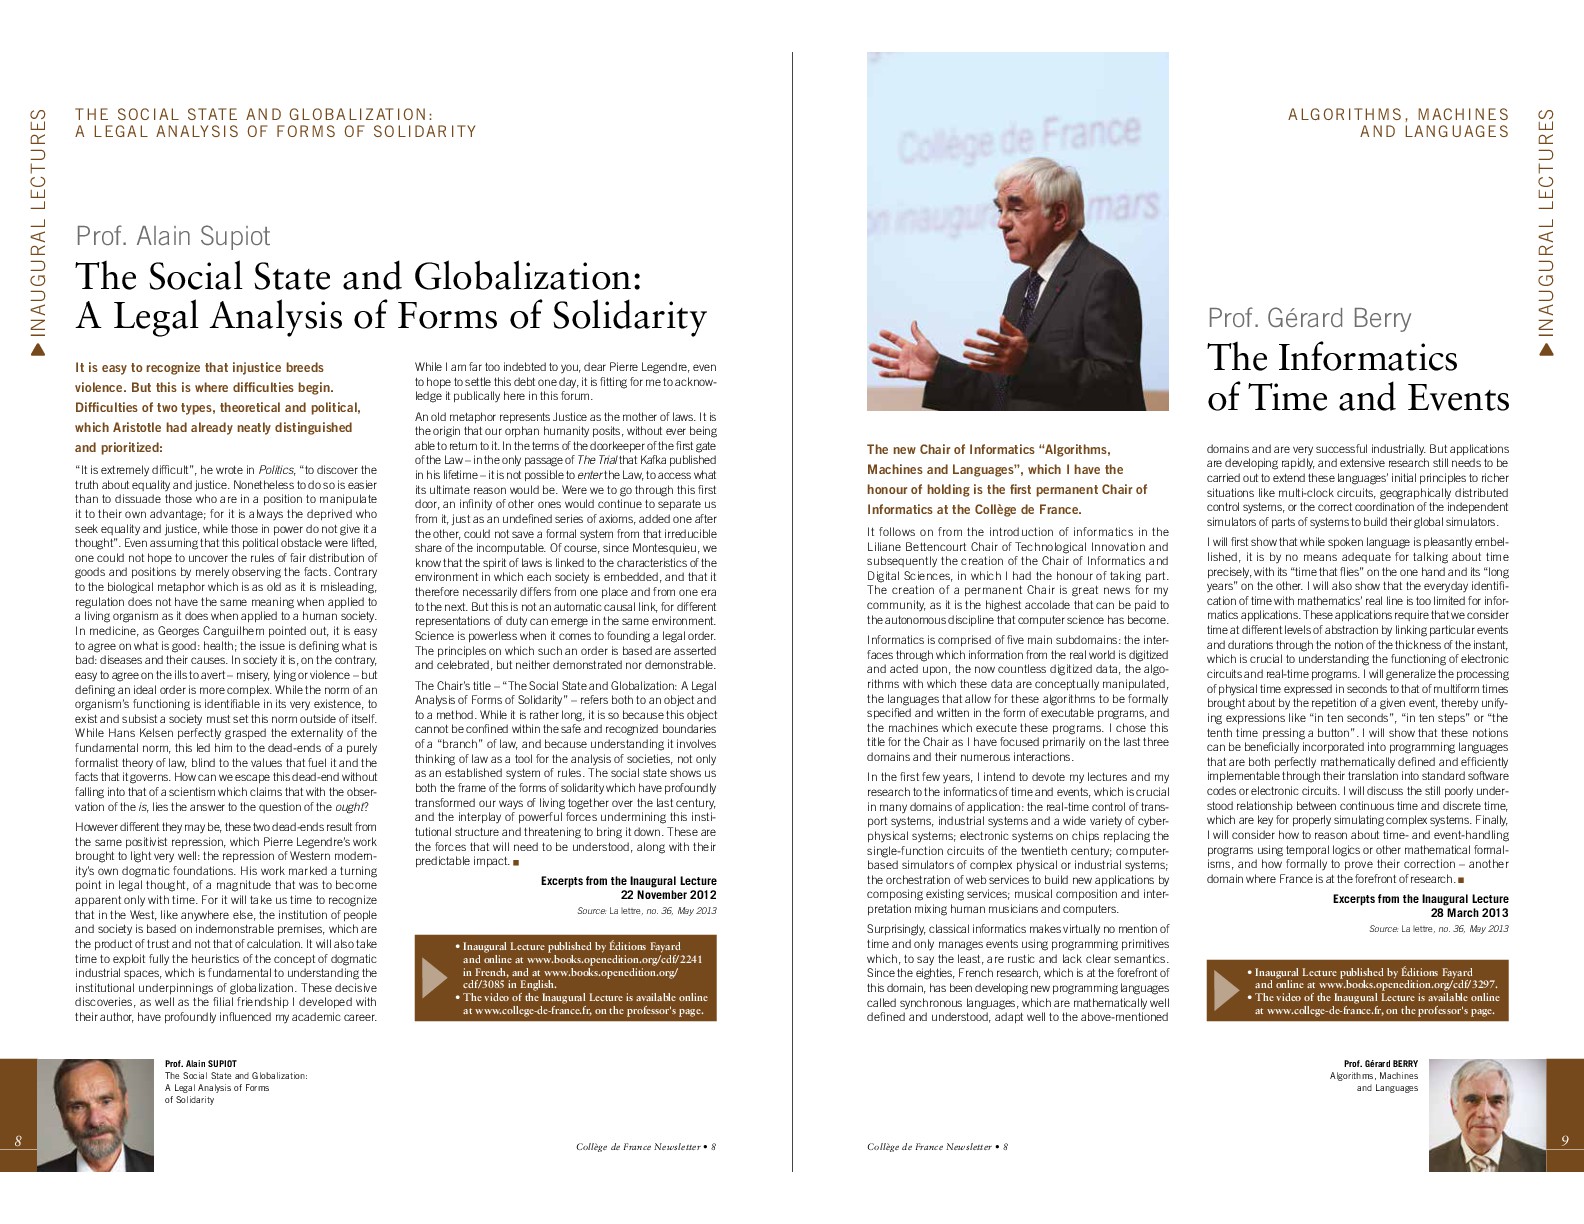 INAUGURAL LECTURES
THE SOCIAL STATE AND GLOBALIZATION:
A LEGAL ANALYSIS OF FORMS OF SOLIDARITY
Prof. Alain Supiot
The Social State and Globalization:
A Legal Analysis of Forms of Solidarity
It is easy to recognize that injustice breeds
violence. But this is where difficulties begin.
Difficulties of two types, theoretical and political,
which Aristotle had already neatly distinguished
and prioritized:
“It is extremely difficult”, he wrote in Politics, “to discover the
truth about equality and justice. Nonetheless to do so is easier
than to dissuade those who are in a position to manipulate
it to their own advantage; for it is always the deprived who
seek equality and justice, while those in power do not give it a
thought”. Even assuming that this political obstacle were lifted,
one could not hope to uncover the rules of fair distribution of
goods and positions by merely observing the facts. Contrary
to the biological metaphor which is as old as it is misleading,
regulation does not have the same meaning when applied to
a living organism as it does when applied to a human society.
In medicine, as Georges Canguilhem pointed out, it is easy
to agree on what is good: health; the issue is defining what is
bad: diseases and their causes. In society it is, on the contrary,
easy to agree on the ills to avert – misery, lying or violence – but
defining an ideal order is more complex. While the norm of an
organism’s functioning is identifiable in its very existence, to
exist and subsist a society must set this norm outside of itself.
While Hans Kelsen perfectly grasped the externality of the
fundamental norm, this led him to the dead-ends of a purely
formalist theory of law, blind to the values that fuel it and the
facts that it governs. How can we escape this dead-end without
falling into that of a scientism which claims that with the obser-
vation of the is, lies the answer to the question of the ought?
However different they may be, these two dead-ends result from
the same positivist repression, which Pierre Legendre’s work
brought to light very well: the repression of Western modern-
ity’s own dogmatic foundations. His work marked a turning
point in legal thought, of a magnitude that was to become
apparent only with time. For it will take us time to recognize
that in the West, like anywhere else, the institution of people
and society is based on indemonstrable premises, which are
the product of trust and not that of calculation. It will also take
time to exploit fully the heuristics of the concept of dogmatic
industrial spaces, which is fundamental to understanding the
institutional underpinnings of globalization. These decisive
discoveries, as well as the filial friendship I developed with
their author, have profoundly influenced my academic career.
While I am far too indebted to you, dear Pierre Legendre, even
to hope to settle this debt one day, it is fitting for me to acknow-
ledge it publically here in this forum.
An old metaphor represents Justice as the mother of laws. It is
the origin that our orphan humanity posits, without ever being
able to return to it. In the terms of the doorkeeper of the first gate
of the Law – in the only passage of The Trial that Kafka published
in his lifetime – it is not possible to enter the Law, to access what
its ultimate reason would be. Were we to go through this first
door, an infinity of other ones would continue to separate us
from it, just as an undefined series of axioms, added one after
the other, could not save a formal system from that irreducible
share of the incomputable. Of course, since Montesquieu, we
know that the spirit of laws is linked to the characteristics of the
environment in which each society is embedded, and that it
therefore necessarily differs from one place and from one era
to the next. But this is not an automatic causal link, for different
representations of duty can emerge in the same environment.
Science is powerless when it comes to founding a legal order.
The principles on which such an order is based are asserted
and celebrated, but neither demonstrated nor demonstrable.
The Chair’s title – “The Social State and Globalization: A Legal
Analysis of Forms of Solidarity” – refers both to an object and
to a method. While it is rather long, it is so because this object
cannot be confined within the safe and recognized boundaries
of a “branch” of law, and because understanding it involves
thinking of law as a tool for the analysis of societies, not only
as an established system of rules. The social state shows us
both the frame of the forms of solidarity which have profoundly
transformed our ways of living together over the last century,
and the interplay of powerful forces undermining this insti-
tutional structure and threatening to bring it down. These are
the forces that will need to be understood, along with their
predictable impact. ■
Excerpts from the Inaugural Lecture
22 November 2012
Source: La lettre, no. 36, May 2013
• Inaugural Lecture published by Éditions Fayard
and online at www.books.openedition.org/cdf/2241
in French, and at www.books.openedition.org/
cdf/3085 in English.
• The video of the Inaugural Lecture is available online
at www.college-de-france.fr, on the professor's page.
Prof. Alain SUPIOT
The Social State and Globalization:
A Legal Analysis of Forms
of Solidarity
8
Collège de France Newsletter • 8
Collège de France
on inaugur mars
ALGORITHMS, MACHINES
AND LANGUAGES
INAUGURAL LECTURES
Prof. Gérard Berry
The Informatics
of Time and Events
The new Chair of Informatics “Algorithms,
Machines and Languages”, which I have the
honour of holding is the first permanent Chair of
Informatics at the Collège de France.
It follows on from the introduction of informatics in the
Liliane Bettencourt Chair of Technological Innovation and
subsequently the creation of the Chair of Informatics and
Digital Sciences, in which I had the honour of taking part.
The creation of a permanent Chair is great news for my
community, as it is the highest accolade that can be paid to
the autonomous discipline that computer science has become.
Informatics is comprised of five main subdomains: the inter-
faces through which information from the real world is digitized
and acted upon, the now countless digitized data, the algo-
rithms with which these data are conceptually manipulated,
the languages that allow for these algorithms to be formally
specified and written in the form of executable programs, and
the machines which execute these programs. I chose this
title for the Chair as I have focused primarily on the last three
domains and their numerous interactions.
In the first few years, I intend to devote my lectures and my
research to the informatics of time and events, which is crucial
in many domains of application: the real-time control of trans-
port systems, industrial systems and a wide variety of cyber-
physical systems; electronic systems on chips replacing the
single-function circuits of the twentieth century; computer-
based simulators of complex physical or industrial systems;
the orchestration of web services to build new applications by
composing existing services; musical composition and inter-
pretation mixing human musicians and computers.
Surprisingly, classical informatics makes virtually no mention of
time and only manages events using programming primitives
which, to say the least, are rustic and lack clear semantics.
Since the eighties, French research, which is at the forefront of
this domain, has been developing new programming languages
called synchronous languages, which are mathematically well
defined and understood, adapt well to the above-mentioned
domains and are very successful industrially. But applications
are developing rapidly, and extensive research still needs to be
carried out to extend these languages’ initial principles to richer
situations like multi-clock circuits, geographically distributed
control systems, or the correct coordination of the independent
simulators of parts of systems to build their global simulators.
I will first show that while spoken language is pleasantly embel-
lished, it is by no means adequate for talking about time
precisely, with its “time that flies” on the one hand and its “long
years” on the other. I will also show that the everyday identifi-
cation of time with mathematics’ real line is too limited for infor-
matics applications. These applications require that we consider
time at different levels of abstraction by linking particular events
and durations through the notion of the thickness of the instant,
which is crucial to understanding the functioning of electronic
circuits and real-time programs. I will generalize the processing
of physical time expressed in seconds to that of multiform times
brought about by the repetition of a given event, thereby unify-
ing expressions like “in ten seconds”, “in ten steps” or “the
tenth time pressing a button”. I will show that these notions
can be beneficially incorporated into programming languages
that are both perfectly mathematically defined and efficiently
implementable through their translation into standard software
codes or electronic circuits. I will discuss the still poorly under-
stood relationship between continuous time and discrete time,
which are key for properly simulating complex systems. Finally,
I will consider how to reason about time- and event-handling
programs using temporal logics or other mathematical formal-
isms, and how formally to prove their correction – another
domain where France is at the forefront of research. ■
Excerpts from the Inaugural Lecture
28 March 2013
Source: La lettre, no. 36, May 2013
• Inaugural Lecture published by Éditions Fayard
and online at www.books.openedition.org/cdf/3297.
• The video of the Inaugural Lecture is available online
at www.college-de-france.fr, on the professor's page.
Prof. Gérard BERRY
Algorithms, Machines
and Languages
Collège de France Newsletter • 8
9